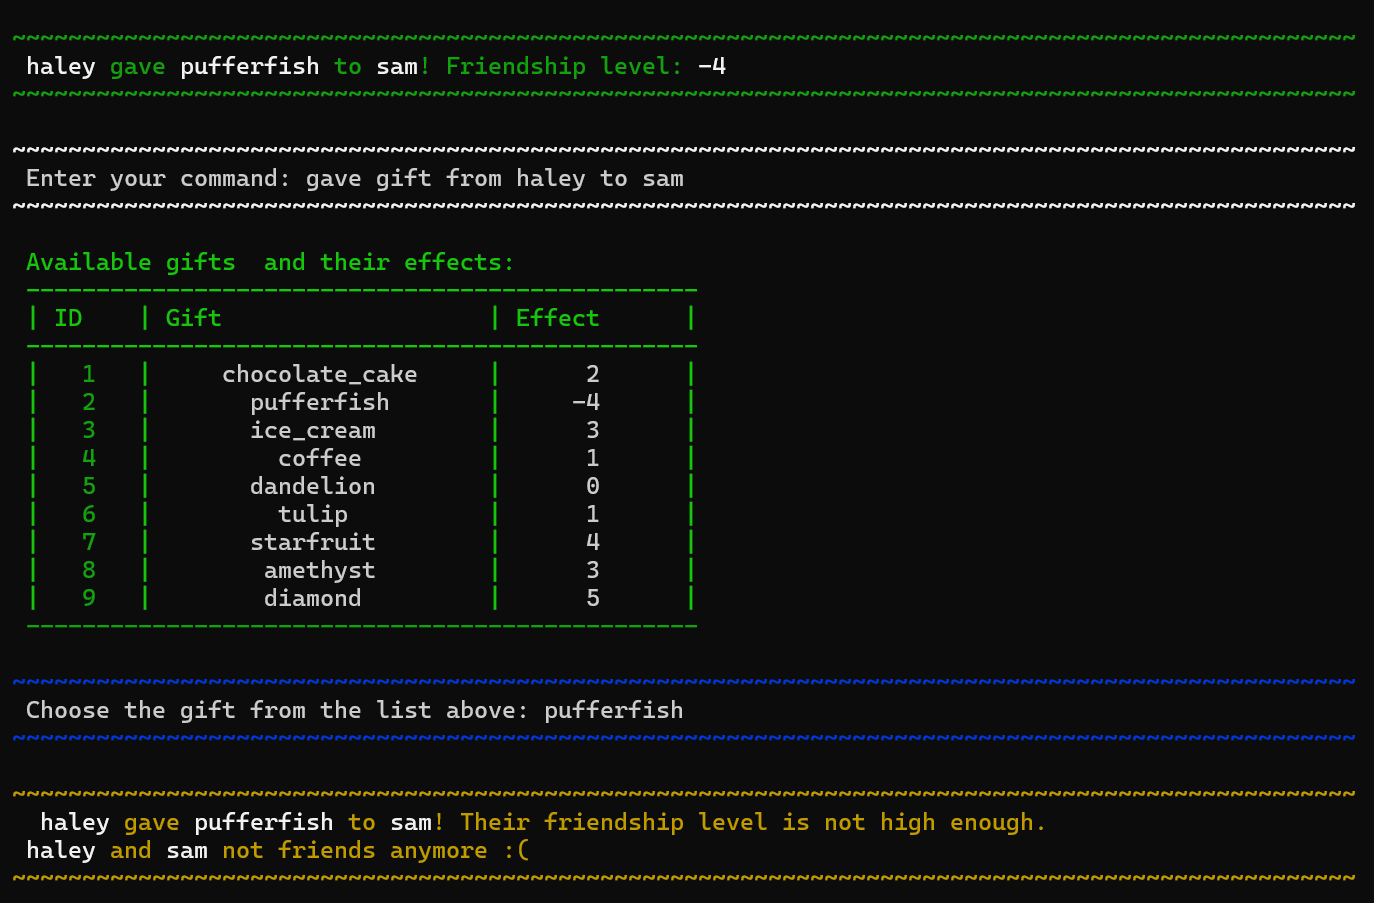 ~~~~~~~~~~~~~~~~~~~~~~~~~~~~~~~~~~~~~~~~~~~~~~~~~~~~~~~~~~~~~~~~~~~~~~~~~~~~~~~~~~~~~~~~~~~~~~~~
haley gave pufferfish to sam! Friendship level: -4
~~~~~~~~~~~~~~~~~~~~~~~~~~~~~~~~~~~~~~~~~~~~~~~~~~~~~~~~~~~~~~~~~~~~~~~~~~~~~~~~~~~~~~~~~~~~~~~~
~~~~~~~~~~~~~~~~~~~~~~~~~~~~~~~~~~~~~~~~~~~~~~~~~~~~~~~~~~~~~~~~~~~~~~~~~~~~~~~~~~~~~~~~~~~~~~~~
Enter your command: gave gift from haley to sam
~~~~~~~~~~~~~~~~~~~~~~~~~~~~~~~~~~~~~~~~~~~~~~~~~~~~~~~~~~~~~~~~~~~~~~~~~~~~~~~~~~~~~~~~~~~~~~~~
Available gifts  and their effects:
------------------------------------------------
| ID    | Gift                   | Effect      |
------------------------------------------------
|   1   |     chocolate_cake     |      2      |
|   2   |       pufferfish       |     -4      |
|   3   |       ice_cream        |      3      |
|   4   |         coffee         |      1      |
|   5   |       dandelion        |      0      |
|   6   |         tulip          |      1      |
|   7   |       starfruit        |      4      |
|   8   |        amethyst        |      3      |
|   9   |        diamond         |      5      |
------------------------------------------------
~~~~~~~~~~~~~~~~~~~~~~~~~~~~~~~~~~~~~~~~~~~~~~~~~~~~~~~~~~~~~~~~~~~~~~~~~~~~~~~~~~~~~~~~~~~~~~~~
Choose the gift from the list above: pufferfish
~~~~~~~~~~~~~~~~~~~~~~~~~~~~~~~~~~~~~~~~~~~~~~~~~~~~~~~~~~~~~~~~~~~~~~~~~~~~~~~~~~~~~~~~~~~~~~~~
~~~~~~~~~~~~~~~~~~~~~~~~~~~~~~~~~~~~~~~~~~~~~~~~~~~~~~~~~~~~~~~~~~~~~~~~~~~~~~~~~~~~~~~~~~~~~~~~
haley gave pufferfish to sam! Their friendship level is not high enough.
haley and sam not friends anymore :(
~~~~~~~~~~~~~~~~~~~~~~~~~~~~~~~~~~~~~~~~~~~~~~~~~~~~~~~~~~~~~~~~~~~~~~~~~~~~~~~~~~~~~~~~~~~~~~~~